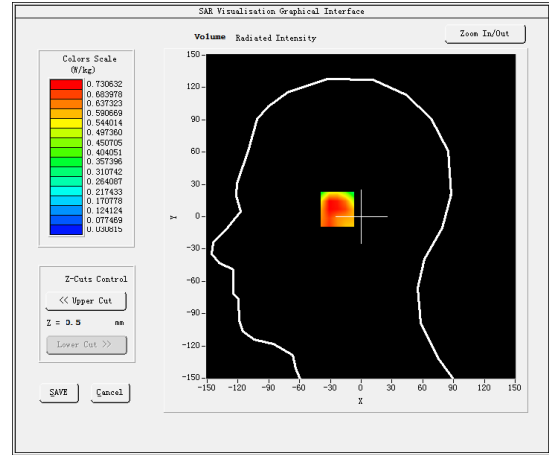 SAR Visualisation Graphical Interface
Volume Radiated Intensity
Zoom In/Out
Colors Scale
(W/kg)
0.730632
0.683978
0.637323
0.590669
0.544014
0.497360
0.450705
0.404051
0.357396
0.310742
0.264087
0.217433
0.170778
0.124124
0.077469
0.030815
Z-Cuts Control
<< Upper Cut
Z = 0.5 mm
Lower Cut >>
SAVE
Cancel
150
120
90
60
30
0
-30
-60
-90
-120
-150
Y
-150 -120 -90 -60 -30 0 30 60 90 120 150
X